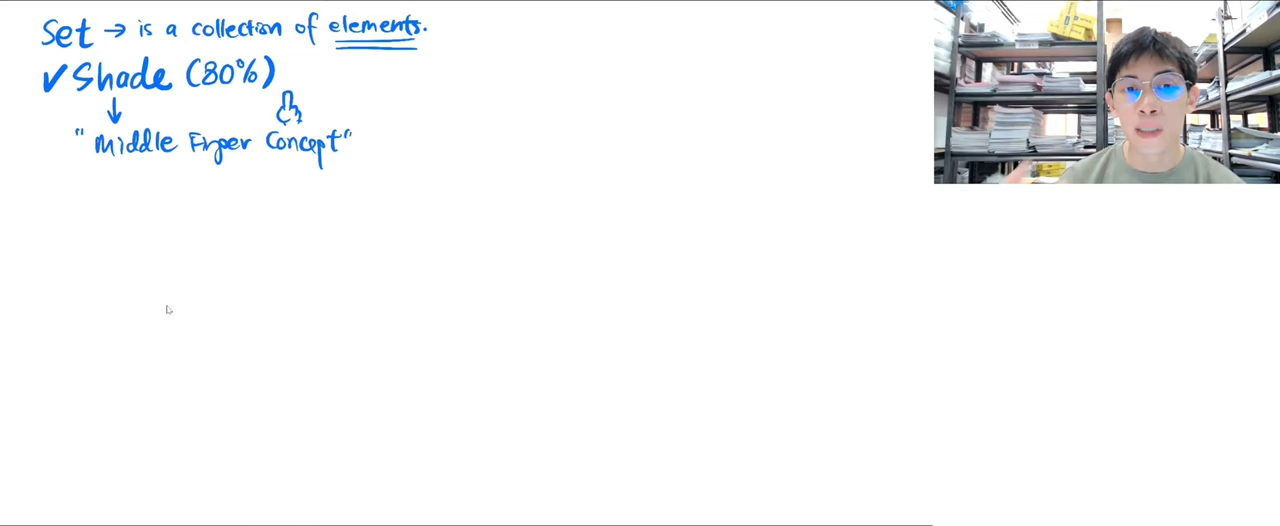 Set → is a collection of elements.
✓ Shade (80%)
↓
"Middle Finger Concept"